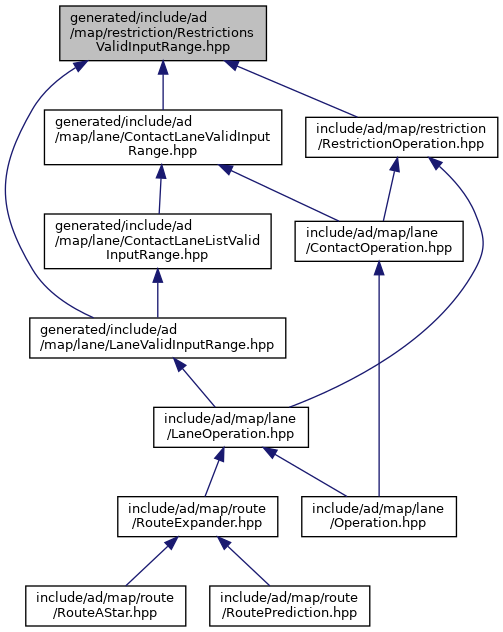 generated/include/ad
/map/restriction/Restrictions
ValidInputRange.hpp
generated/include/ad
/map/lane/ContactLaneValidInput
Range.hpp
include/ad/map/restriction
/RestrictionOperation.hpp
generated/include/ad
/map/lane/ContactLaneListValid
InputRange.hpp
include/ad/map/lane
/ContactOperation.hpp
generated/include/ad
/map/lane/LaneValidInputRange.hpp
include/ad/map/lane
/LaneOperation.hpp
include/ad/map/route
/RouteExpander.hpp
include/ad/map/lane
/Operation.hpp
include/ad/map/route
/RouteAStar.hpp
include/ad/map/route
/RoutePrediction.hpp